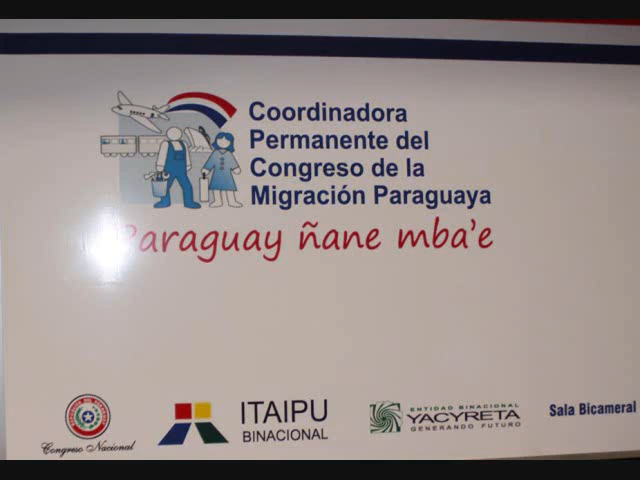 Coordinadora
Permanente del
Congreso de la
Migración Paraguaya
Paraguay ñane mba'e
Congreso Nacional
ITAIPU
BINACIONAL
ENTIDAD BINACIONAL
YACYRETA
GENERANDO FUTURO
Sala Bicameral